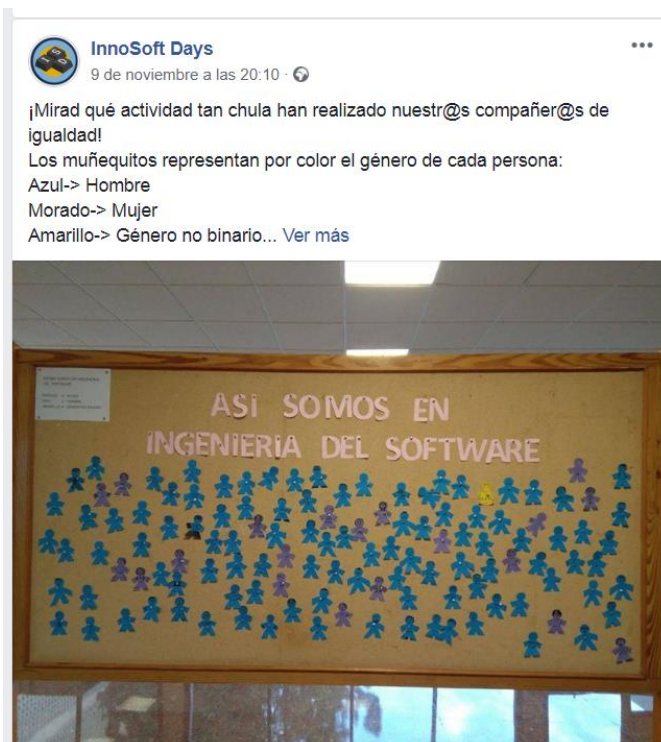 InnoSoft Days
9 de noviembre a las 20:10 ·
¡Mirad qué actividad tan chula han realizado nuestr@s compañer@s de
igualdad!
Los muñequitos representan por color el género de cada persona:
Azul-> Hombre
Morado-> Mujer
Amarillo-> Género no binario... Ver más
ASI SOMOS EN
INGENIERIA DEL SOFTWARE